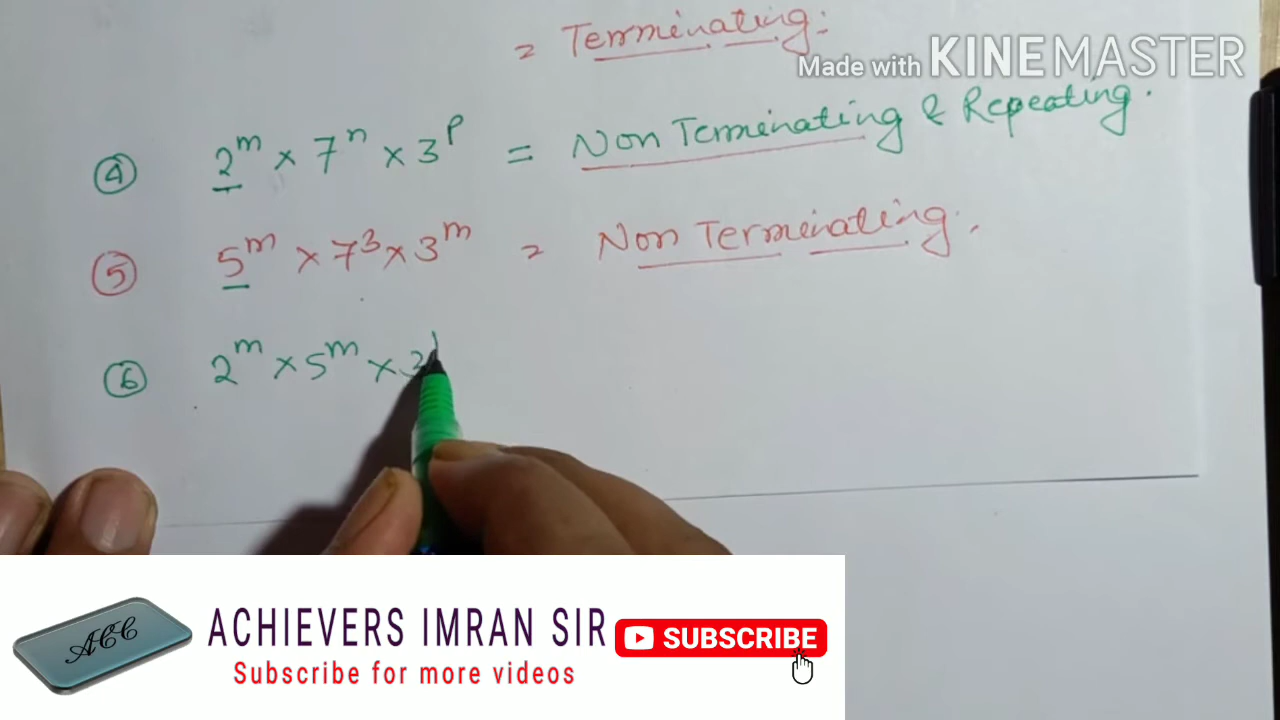 = Terminating.
Made with KINEMASTER
④ 2^m × 7^n × 3^p = Non Terminating & Repeating.
⑤ 5^m × 7^3 × 3^m = Non Terminating.
⑥ 2^m × 5^m × 3
ACC
ACHIEVERS IMRAN SIR
SUBSCRIBE
Subscribe for more videos